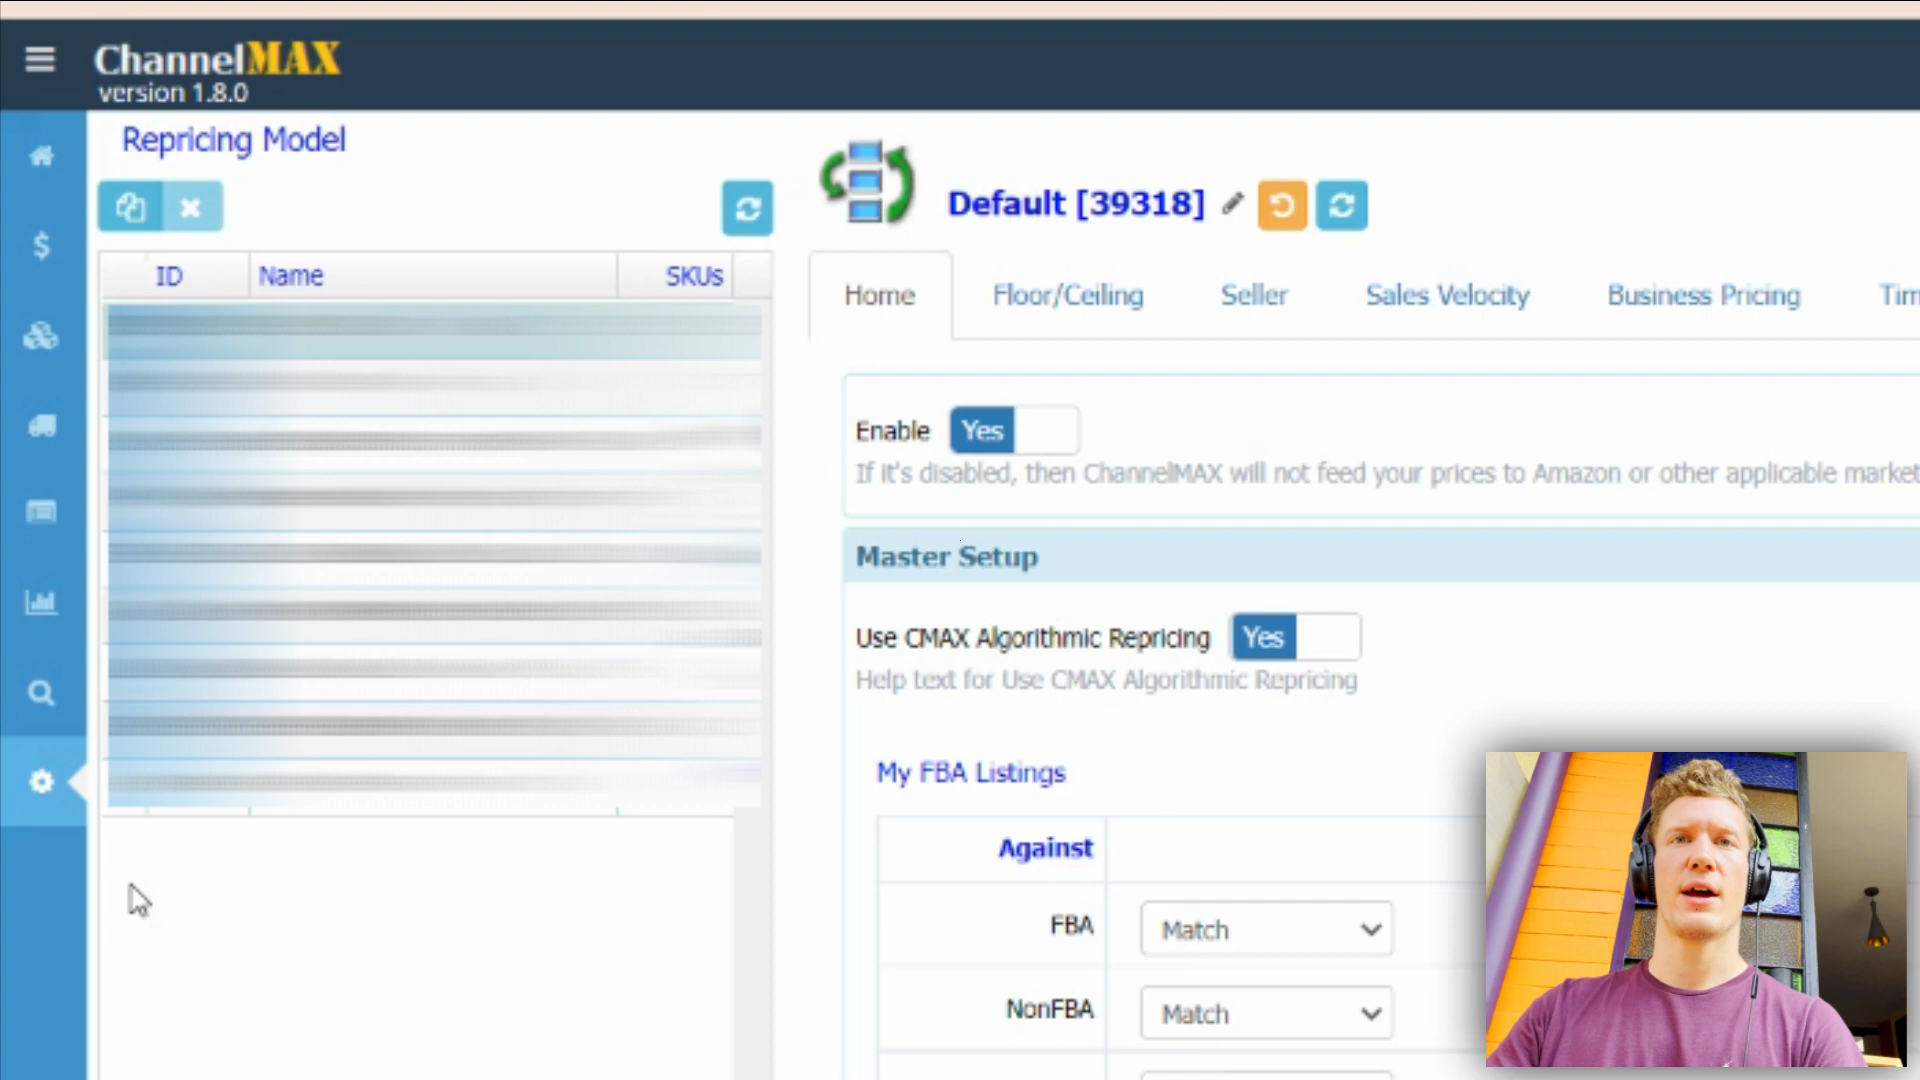 ChannelMAX
version 1.8.0
Repricing Model
ID Name SKUs
Default [39318]
Home Floor/Ceiling Seller Sales Velocity Business Pricing Tim
Enable Yes
If it's disabled, then ChannelMAX will not feed your prices to Amazon or other applicable market
Master Setup
Use CMAX Algorithmic Repricing Yes
Help text for Use CMAX Algorithmic Repricing
My FBA Listings
Against
FBA Match
NonFBA Match